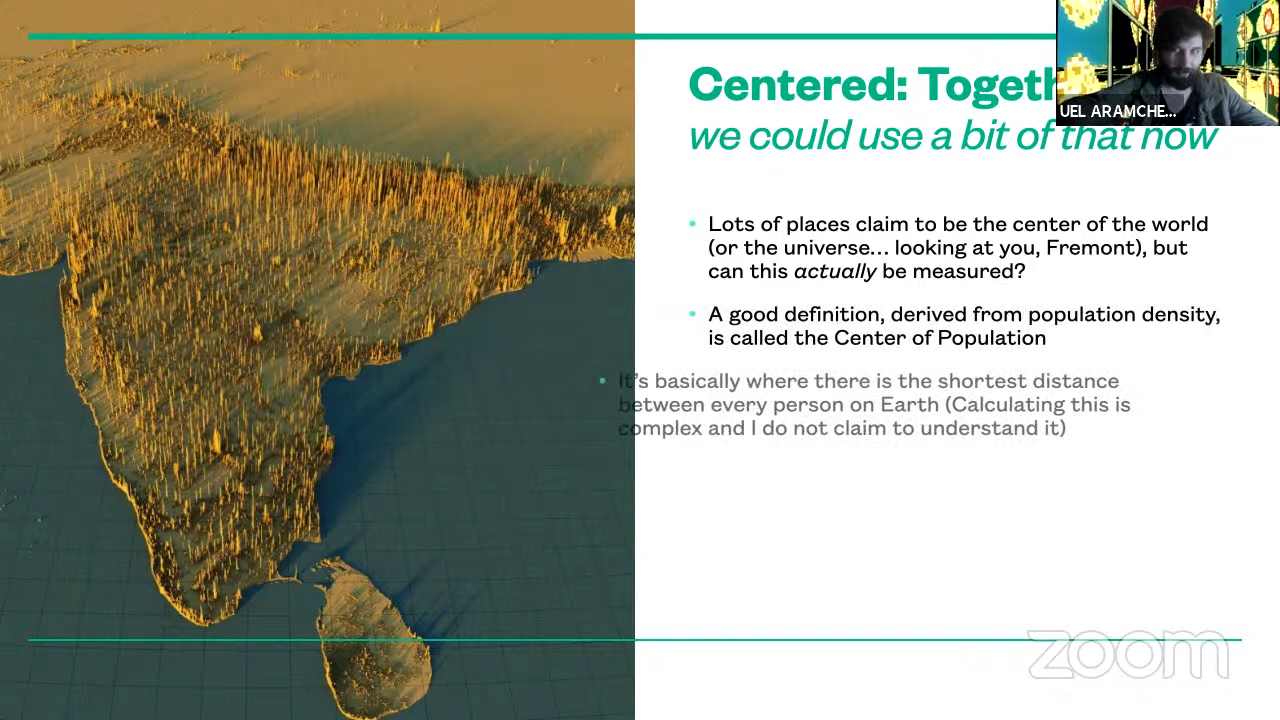 Centered: Togeth
we could use a bit of that now
UEL ARAMCHE...
• Lots of places claim to be the center of the world
(or the universe... looking at you, Fremont), but
can this actually be measured?
• A good definition, derived from population density,
is called the Center of Population
• It's basically where there is the shortest distance
between every person on Earth (Calculating this is
complex and I do not claim to understand it)
zoom